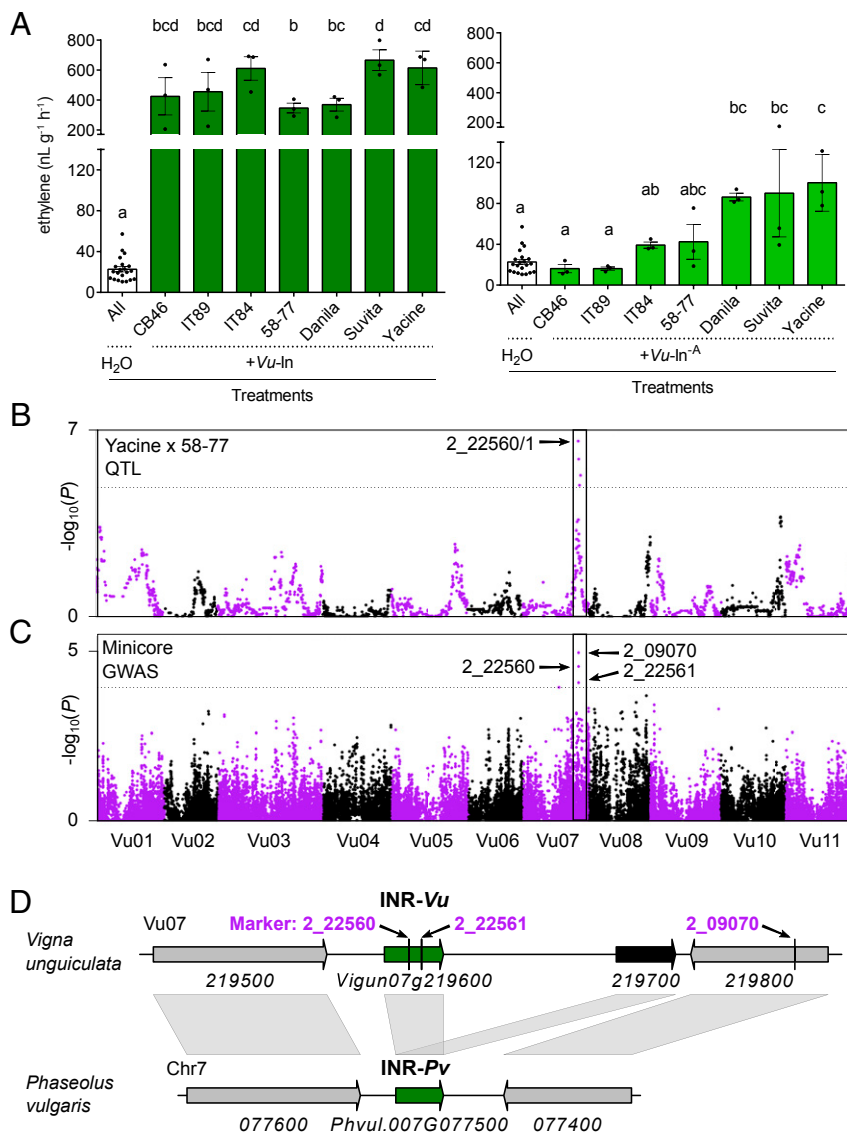 A
bcd bcd cd b bc d cd
800
600
400
200
120
80
40
0
a
ethylene (nL g-1 h-1)
All CB46 IT89 IT84 58-77 Danila Suvita Yacine
H2O +Vu-In
Treatments
800
600
400
200
120
80
40
0
a a a ab abc bc bc c
All CB46 IT89 IT84 58-77 Danila Suvita Yacine
H2O +Vu-In-A
Treatments
B
7
Yacine x 58-77
QTL
2_22560/1
-log10(P)
0
C
5
Minicore
GWAS
2_09070
2_22560
2_22561
-log10(P)
0
Vu01 Vu02 Vu03 Vu04 Vu05 Vu06 Vu07 Vu08 Vu09 Vu10 Vu11
D
INR-Vu
Vu07
Marker: 2_22560 2_22561 2_09070
Vigna
unguiculata
219500 Vigun07g219600 219700 219800
Chr7
INR-Pv
Phaseolus
vulgaris
077600 Phvul.007G077500 077400